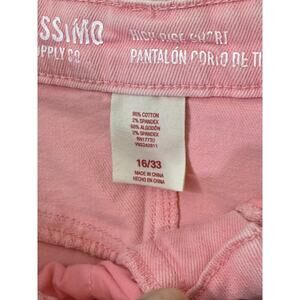 SSIMO
HIGH RISE SHORT
PPLY CO
PANTALÓN CORTO DE TI
98% COTTON
2% SPANDEX
98% ALGODÓN
2% SPANDEX
16/33
MADE IN CHINA
HECHO EN CHINA